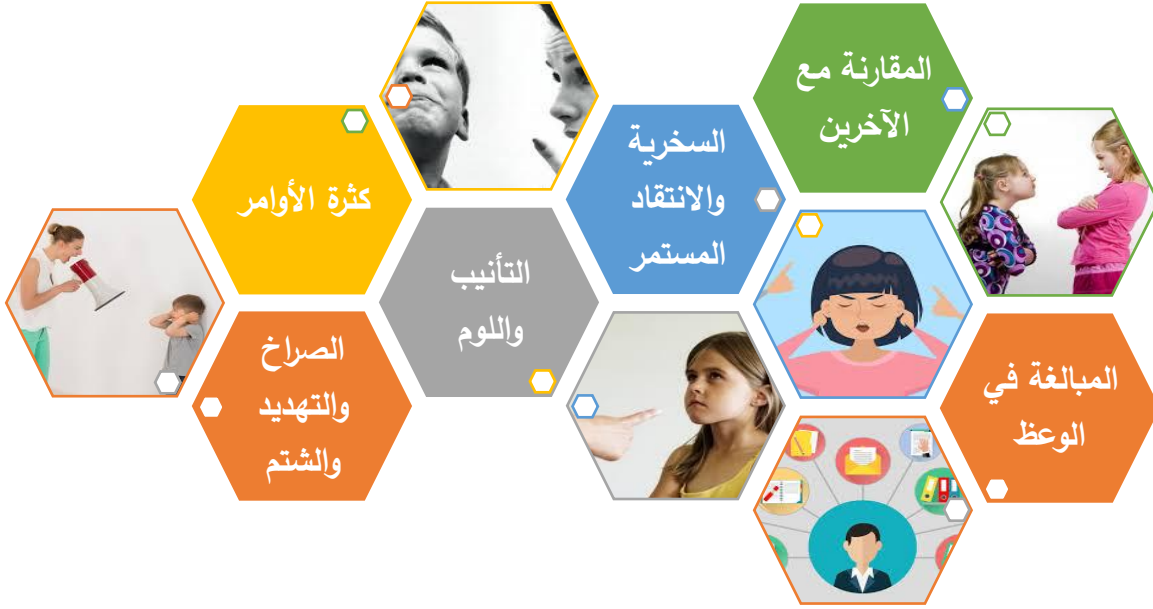 المقارنة مع
الآخرين
السخرية
والانتقاد
المستمر
كثرة الأوامر
التأنيب
واللوم
الصراخ
والتهديد
والشتم
المبالغة في
الوعظ